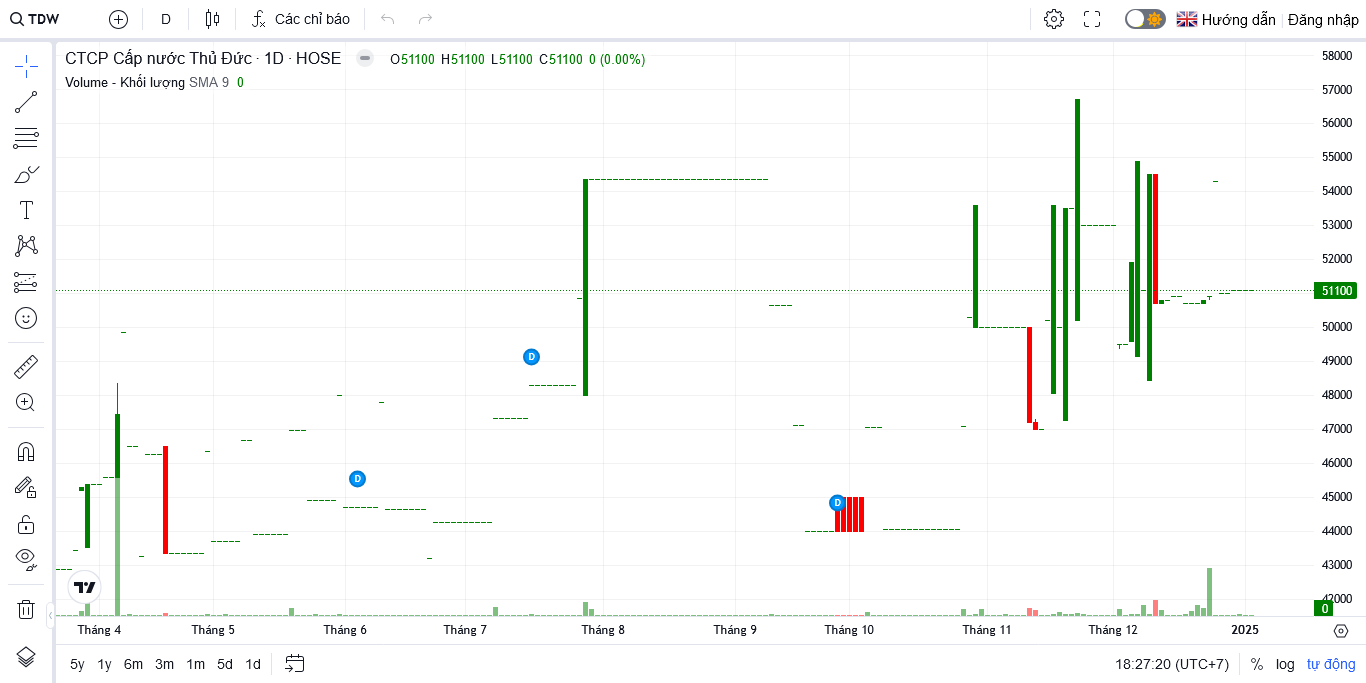 TDW D Các chỉ báo Hướng dẫn Đăng nhập
CTCP Cấp nước Thủ Đức · 1D · HOSE O51100 H51100 L51100 C51100 0 (0.00%)
Volume - Khối lượng SMA 9 0
58000
57000
56000
55000
54000
53000
52000
51100
50000
49000
48000
47000
46000
45000
44000
43000
42000
0
D
D
D
Tháng 4 Tháng 5 Tháng 6 Tháng 7 Tháng 8 Tháng 9 Tháng 10 Tháng 11 Tháng 12 2025
5y 1y 6m 3m 1m 5d 1d 18:27:20 (UTC+7) % log tự động